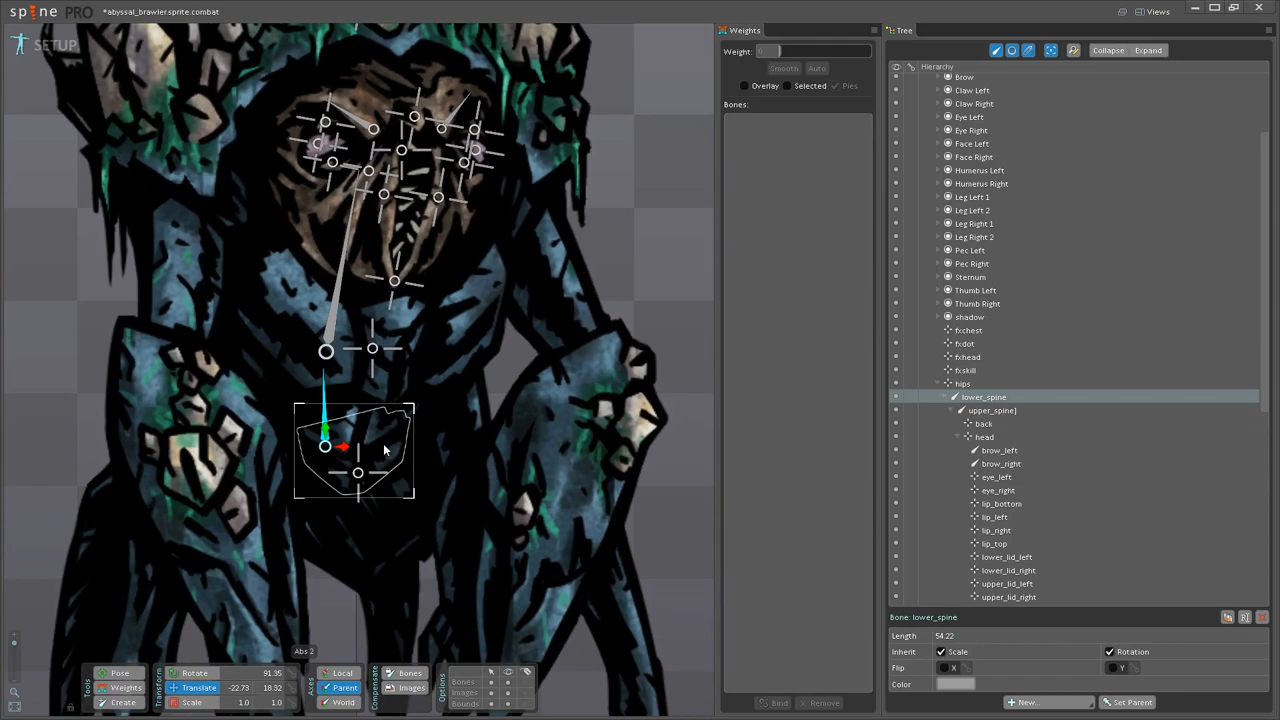 spine PRO
*abyssal_brawler.sprite.combat
Views
SETUP
Weights
Weight:
0
Smooth
Auto
Overlay
Selected
Pies
Bones:
Bind
Remove
Tree
Collapse
Expand
Hierarchy
Brow
Claw Left
Claw Right
Eye Left
Eye Right
Face Left
Face Right
Humerus Left
Humerus Right
Leg Left 1
Leg Left 2
Leg Right 1
Leg Right 2
Pec Left
Pec Right
Sternum
Thumb Left
Thumb Right
shadow
fxchest
fxdot
fxhead
fxskill
hips
lower_spine
upper_spine]
back
head
brow_left
brow_right
eye_left
eye_right
lip_bottom
lip_left
lip_right
lip_top
lower_lid_left
lower_lid_right
upper_lid_left
upper_lid_right
Bone: lower_spine
Length 54.22
Inherit Scale Rotation
Flip X Y
Color
New...
Set Parent
Abs 2
Tools
Pose
Weights
Create
Transform
Rotate 91.35
Translate -22.73 18.32
Scale 1.0 1.0
Axes
Local
Parent
World
Compensate
Bones
Images
Options
Bones
Images
Bounds